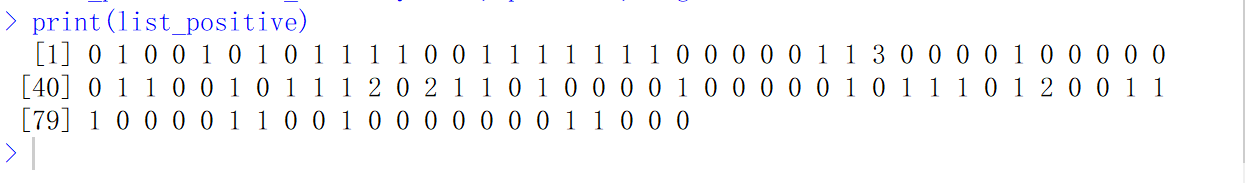 > print(list_positive)
[1] 0 1 0 0 1 0 1 0 1 1 1 1 0 0 1 1 1 1 1 1 1 0 0 0 0 0 1 1 3 0 0 0 0 1 0 0 0 0 0
[40] 0 1 1 0 0 1 0 1 1 1 2 0 2 1 1 0 1 0 0 0 0 1 0 0 0 0 0 1 0 1 1 1 0 1 2 0 0 1 1
[79] 1 0 0 0 0 1 1 0 0 1 0 0 0 0 0 0 0 1 1 0 0 0
>